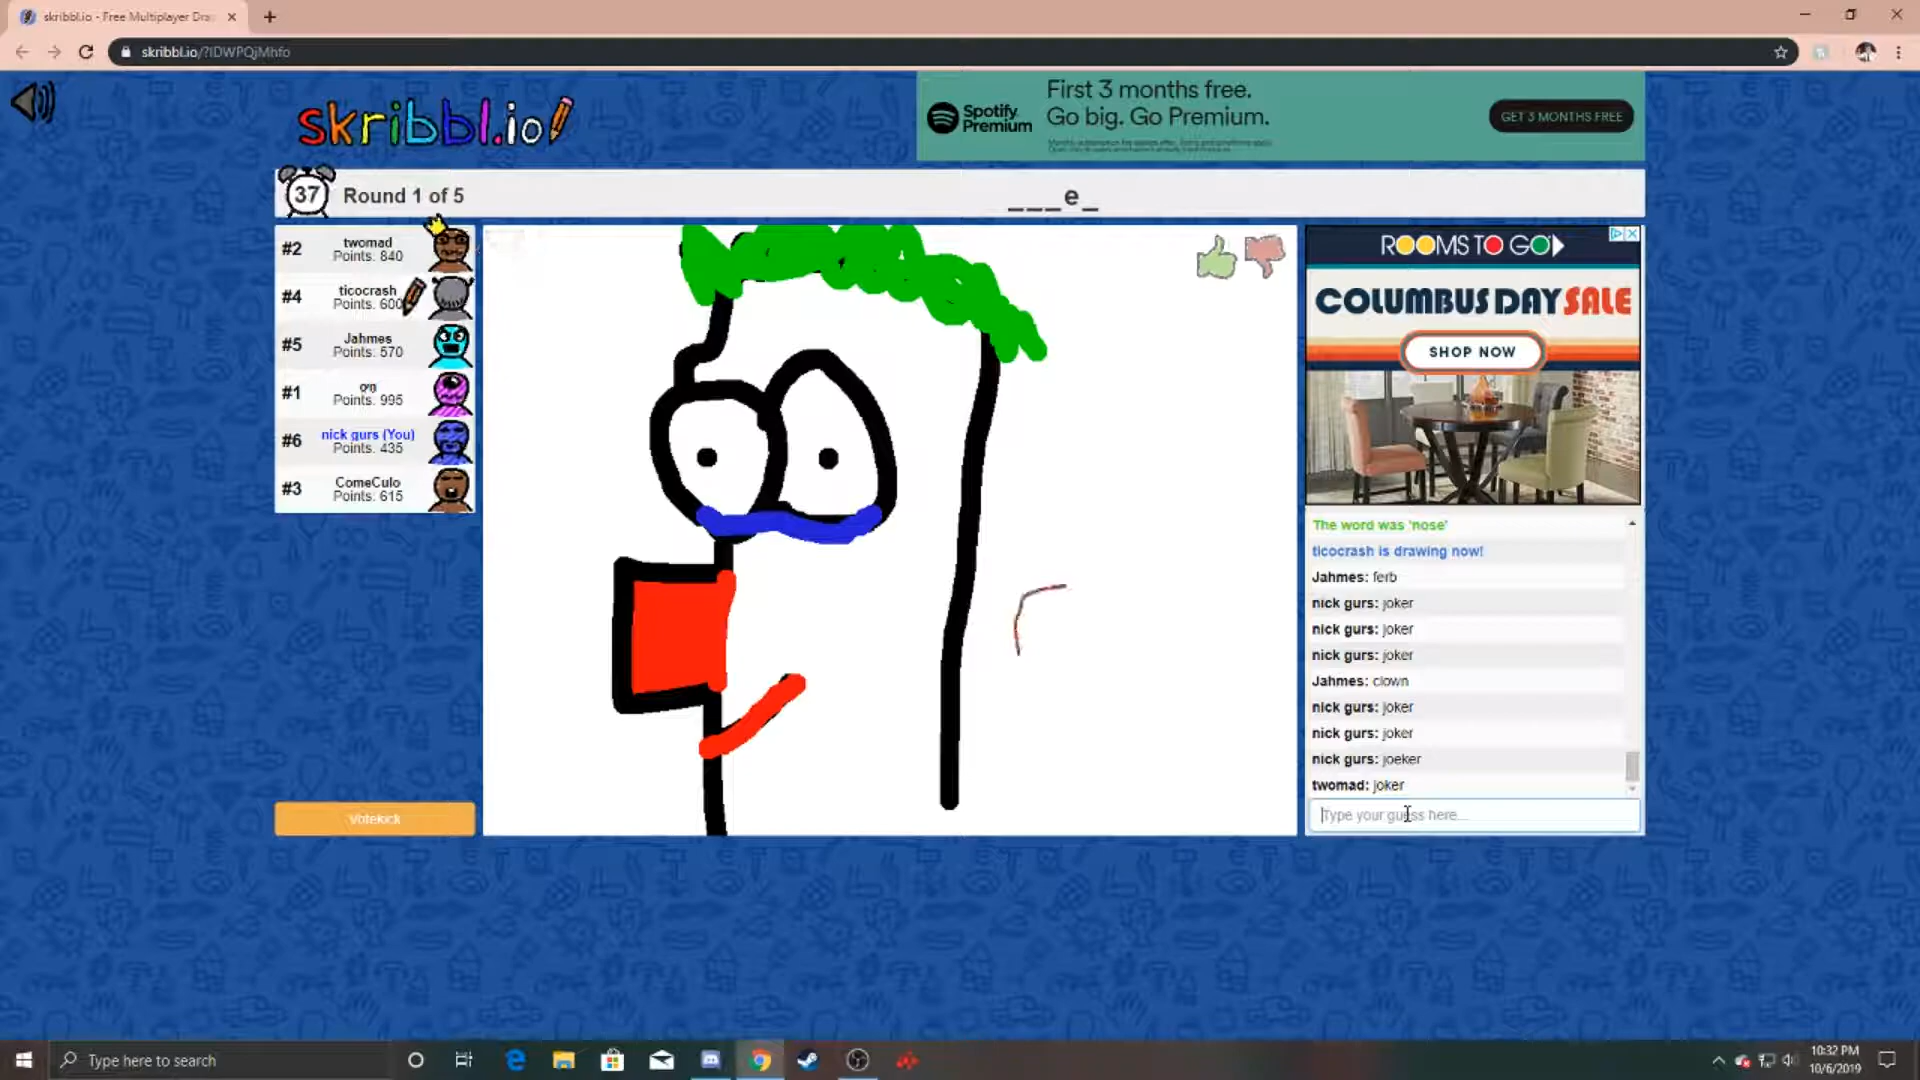 skribbl.io - Free Multiplayer Dra
skribbl.io/?IDWPQjMhfo
skribbl.io
Spotify Premium
First 3 months free.
Go big. Go Premium.
GET 3 MONTHS FREE
37
Round 1 of 5
___e_
#2 twomad
Points: 840
#4 ticocrash
Points: 600
#5 Jahmes
Points: 570
#1
Points: 995
#6 nick gurs (You)
Points: 435
#3 ComeCulo
Points: 615
Votekick
ROOMS TO GO
COLUMBUS DAY SALE
SHOP NOW
The word was 'nose'
ticocrash is drawing now!
Jahmes: ferb
nick gurs: joker
nick gurs: joker
nick gurs: joker
Jahmes: clown
nick gurs: joker
nick gurs: joker
nick gurs: joeker
twomad: joker
Type your guess here...
Type here to search
10:32 PM
10/6/2019